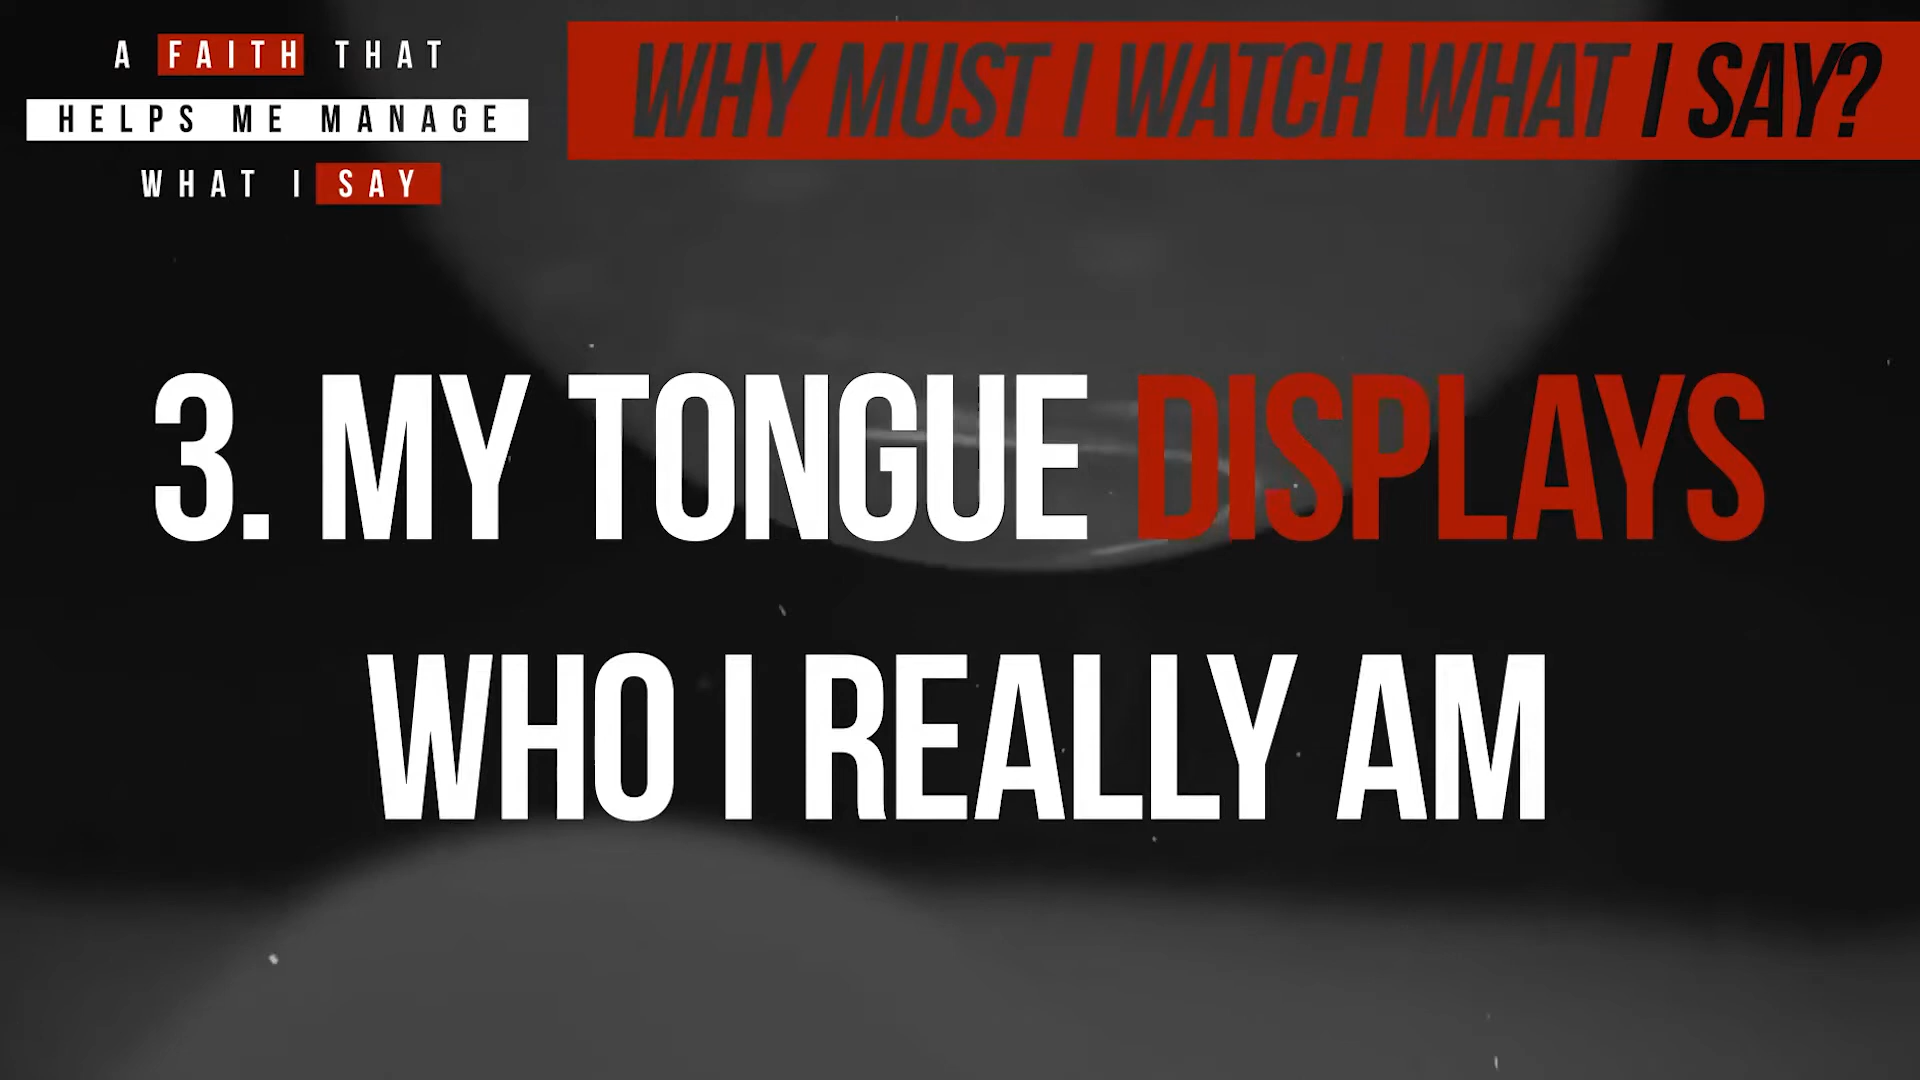 A FAITH THAT
HELPS ME MANAGE
WHAT I SAY
WHY MUST I WATCH WHAT I SAY?
3. MY TONGUE DISPLAYS
WHO I REALLY AM